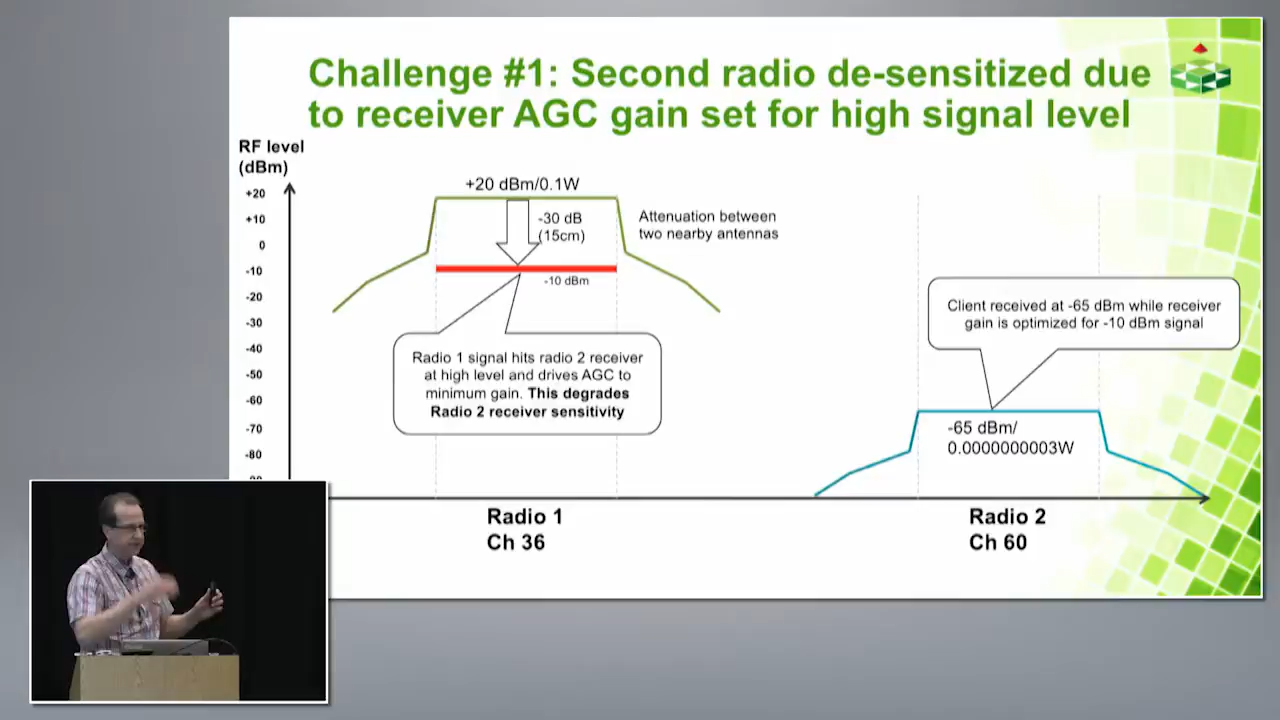 Challenge #1: Second radio de-sensitized due
to receiver AGC gain set for high signal level
RF level
(dBm)
+20
+10
0
-10
-20
-30
-40
-50
-60
-70
-80
+20 dBm/0.1W
-30 dB
(15cm)
Attenuation between
two nearby antennas
-10 dBm
Radio 1 signal hits radio 2 receiver
at high level and drives AGC to
minimum gain. This degrades
Radio 2 receiver sensitivity
Client received at -65 dBm while receiver
gain is optimized for -10 dBm signal
-65 dBm/
0.0000000003W
Radio 1
Ch 36
Radio 2
Ch 60